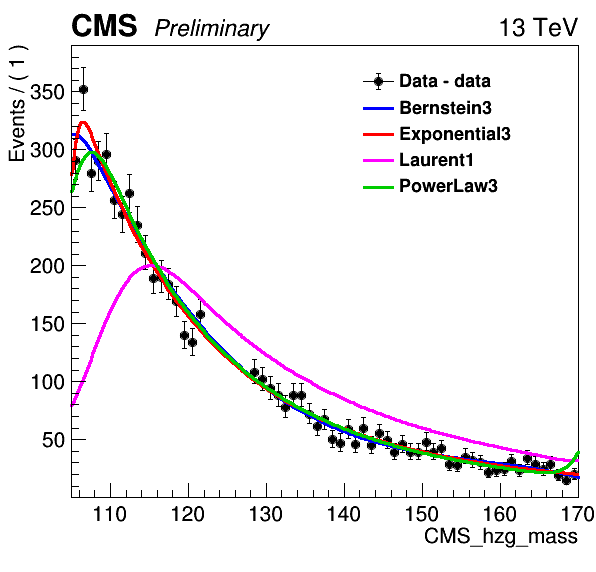 CMS Preliminary 13 TeV
Events / ( 1 )
Data - data
Bernstein3
Exponential3
Laurent1
PowerLaw3
350
300
250
200
150
100
50
110 120 130 140 150 160 170
CMS_hzg_mass